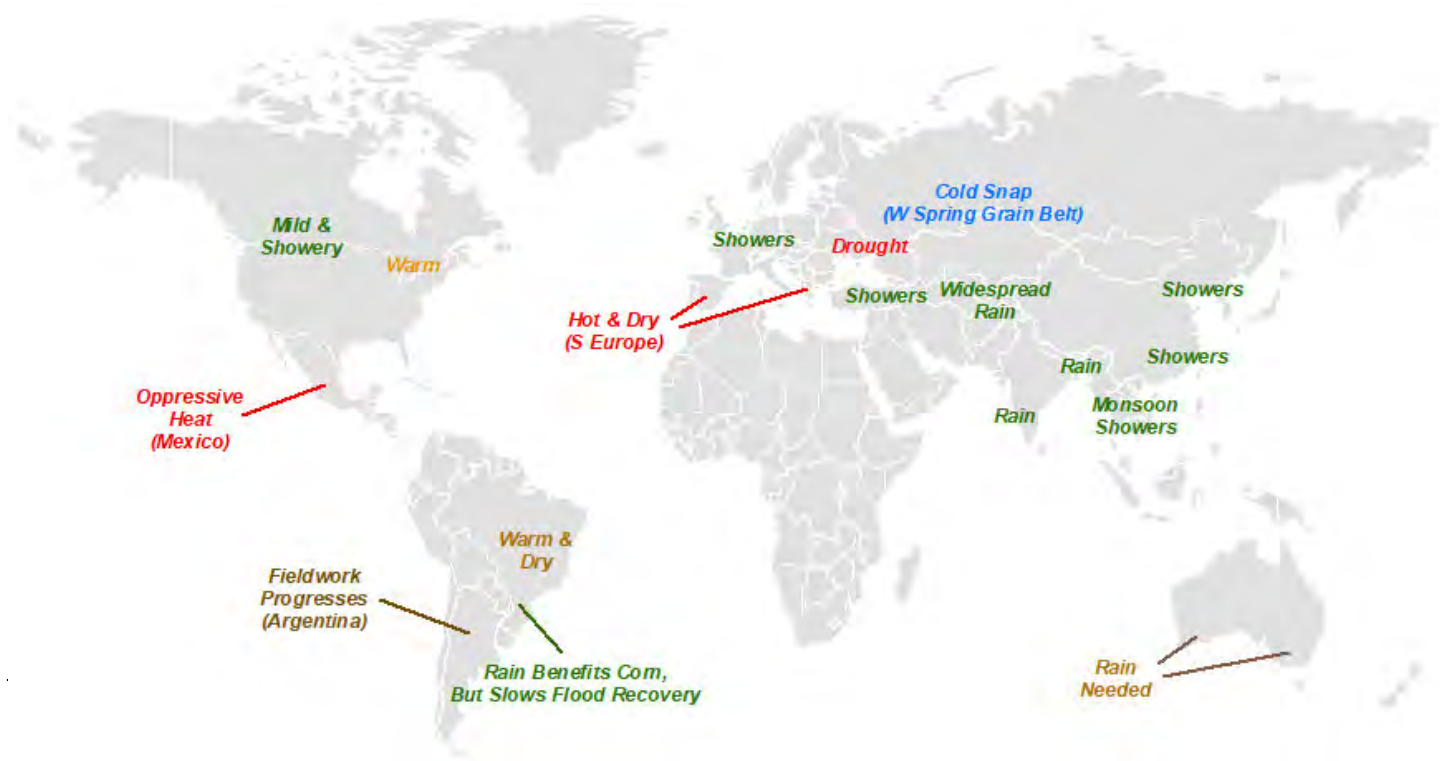 Cold Snap
(W Spring Grain Belt)
Mild &
Showery
Showers
Drought
Warm
Showers
Widespread
Rain
Showers
Hot & Dry
(S Europe)
Showers
Rain
Oppressive
Heat
(Mexico)
Rain
Monsoon
Showers
Warm &
Dry
Fieldwork
Progresses
(Argentina)
Rain Benefits Corn,
But Slows Flood Recovery
Rain
Needed